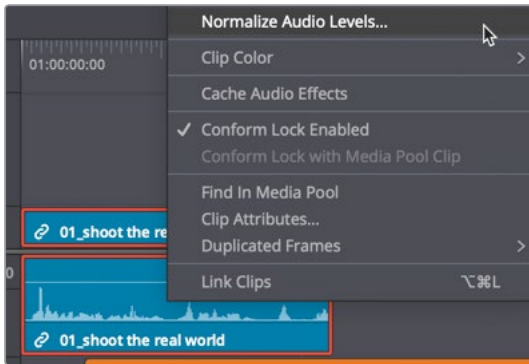 Normalize Audio Levels...
01:00:00:00
Clip Color
Cache Audio Effects
✓ Conform Lock Enabled
Conform Lock with Media Pool Clip
Find In Media Pool
Clip Attributes...
01_shoot the re
Duplicated Frames
0
Link Clips ⌥⌘L
01_shoot the real world